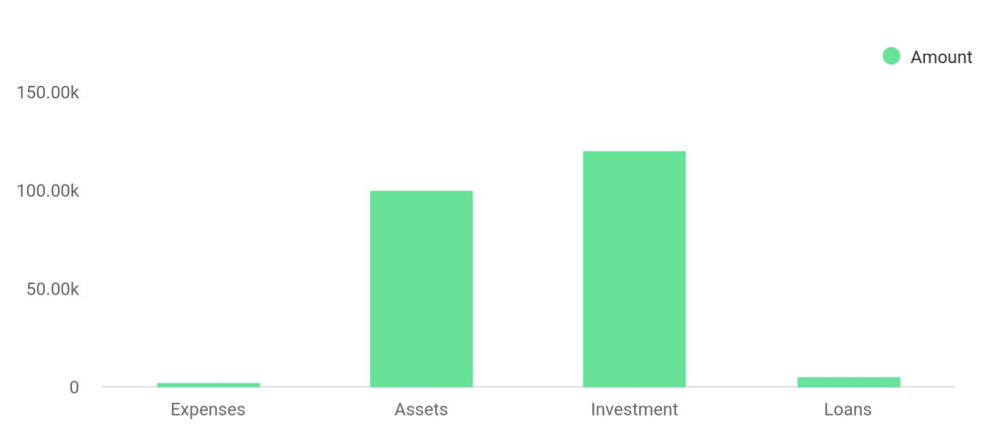 Amount
150.00k
100.00k
50.00k
0
Expenses Assets Investment Loans